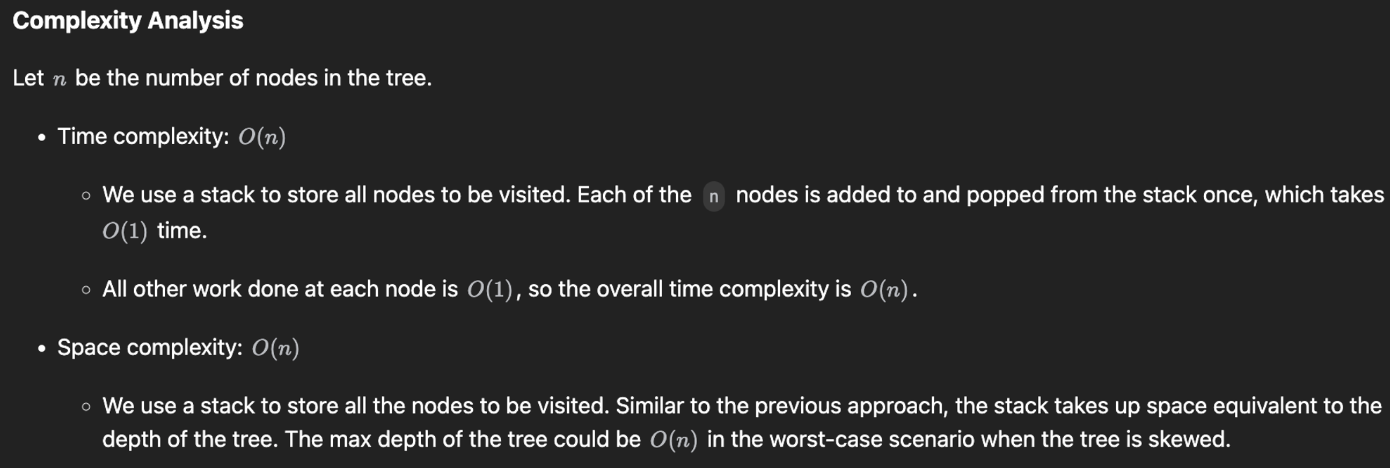 Complexity Analysis
Let n be the number of nodes in the tree.
• Time complexity: O(n)
◦ We use a stack to store all nodes to be visited. Each of the n nodes is added to and popped from the stack once, which takes
O(1) time.
◦ All other work done at each node is O(1), so the overall time complexity is O(n).
• Space complexity: O(n)
◦ We use a stack to store all the nodes to be visited. Similar to the previous approach, the stack takes up space equivalent to the
depth of the tree. The max depth of the tree could be O(n) in the worst-case scenario when the tree is skewed.